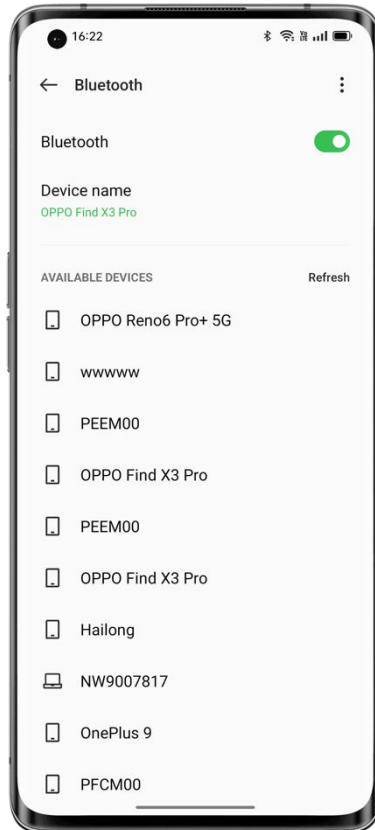 16:22
Bluetooth
Bluetooth
Device name
OPPO Find X3 Pro
AVAILABLE DEVICES Refresh
OPPO Reno6 Pro+ 5G
wwwww
PEEM00
OPPO Find X3 Pro
PEEM00
OPPO Find X3 Pro
Hailong
NW9007817
OnePlus 9
PFCM00